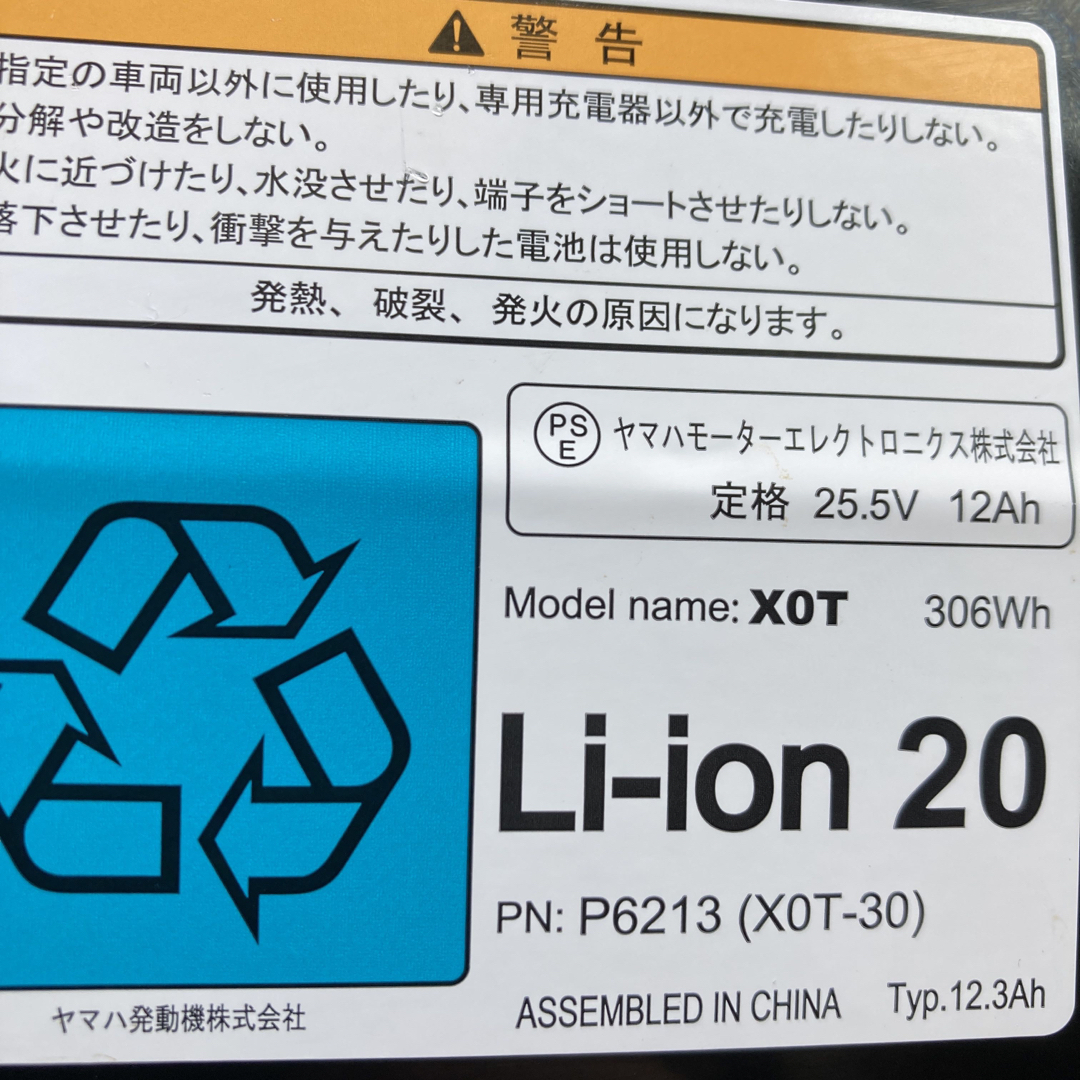 警告
指定の車両以外に使用したり、専用充電器以外で充電したりしない。
分解や改造をしない。
火に近づけたり、水没させたり、端子をショートさせたりしない。
落下させたり、衝撃を与えたりした電池は使用しない。
発熱、破裂、発火の原因になります。
PS
E
ヤマハモーターエレクトロニクス株式会社
定格 25.5V 12Ah
Model name: X0T 306Wh
Li-ion 20
PN: P6213 (X0T-30)
ASSEMBLED IN CHINA Typ.12.3Ah
ヤマハ発動機株式会社